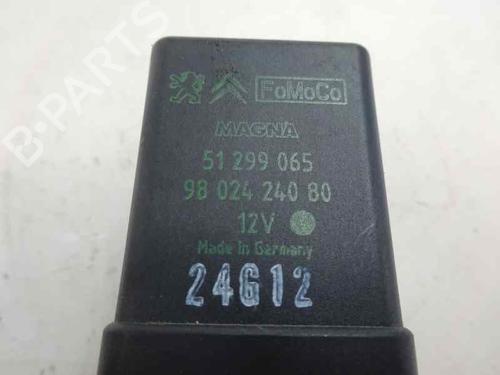 FoMoCo
MAGNA
51 299 065
98 024 240 80
12V
Made in Germany
24G12
B-PARTS